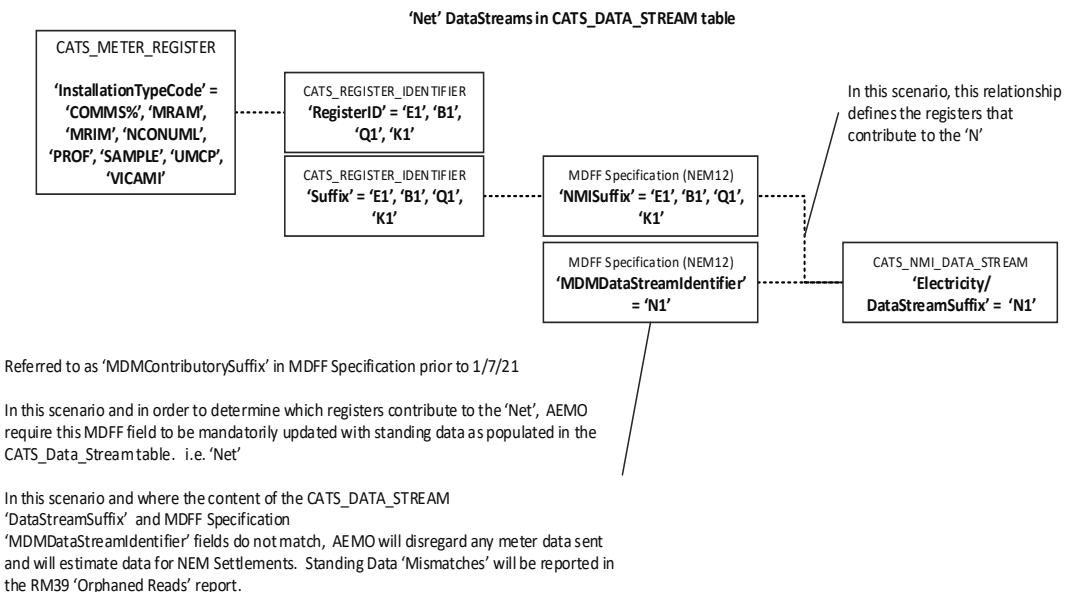 ‘Net’ DataStreams in CATS_DATA_STREAM table
CATS_METER_REGISTER
‘InstallationTypeCode’ =
‘COMMS%’, ‘MRAM’,
‘MRIM’, ‘NCONUML’,
‘PROF’, ‘SAMPLE’, ‘UMCP’,
‘VICAMI’
CATS_REGISTER_IDENTIFIER
‘RegisterID’ = ‘E1’, ‘B1’,
‘Q1’, ‘K1’
CATS_REGISTER_IDENTIFIER
‘Suffix’ = ‘E1’, ‘B1’, ‘Q1’,
‘K1’
MDFF Specification (NEM12)
‘NMISuffix’ = ‘E1’, ‘B1’, ‘Q1’,
‘K1’
MDFF Specification (NEM12)
‘MDMDataStreamIdentifier’
= ‘N1’
In this scenario, this relationship
defines the registers that
contribute to the ‘N’
CATS_NMI_DATA_STREAM
‘Electricity/
DataStreamSuffix’ = ‘N1’
Referred to as ‘MDMContributorySuffix’ in MDFF Specification prior to 1/7/21
In this scenario and in order to determine which registers contribute to the ‘Net’, AEMO
require this MDFF field to be mandatorily updated with standing data as populated in the
CATS_Data_Stream table. i.e. ‘Net’
In this scenario and where the content of the CATS_DATA_STREAM
‘DataStreamSuffix’ and MDFF Specification
‘MDMDataStreamIdentifier’ fields do not match, AEMO will disregard any meter data sent
and will estimate data for NEM Settlements. Standing Data ‘Mismatches’ will be reported in
the RM39 ‘Orphaned Reads’ report.